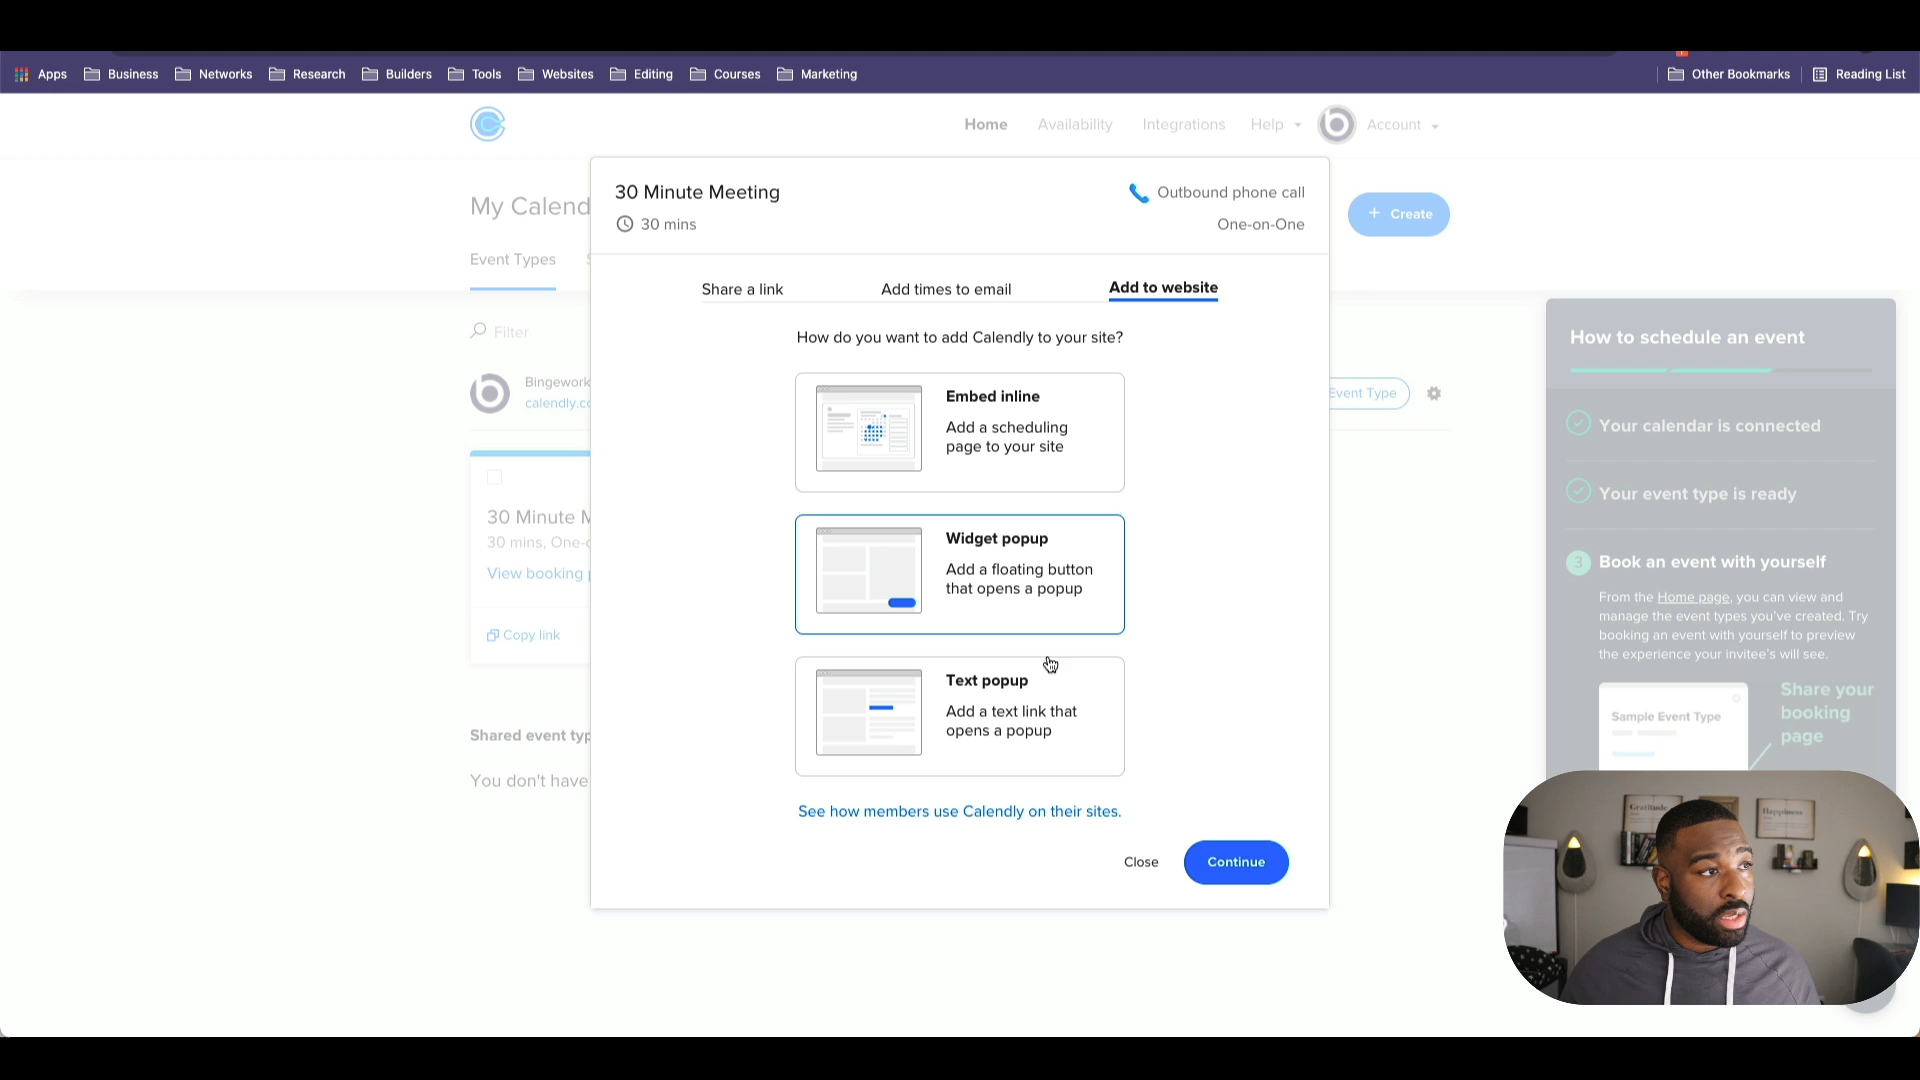 Apps
Business
Networks
Research
Builders
Tools
Websites
Editing
Courses
Marketing
Other Bookmarks
Reading List
Home
Availability
Integrations
Help
Account
My Calend
+ Create
Event Types
Filter
Bingework
calendly.co
Event Type
30 Minute M
30 mins, One-o
View booking p
Copy link
Shared event typ
You don't have
30 Minute Meeting
Outbound phone call
30 mins
One-on-One
Share a link
Add times to email
Add to website
How do you want to add Calendly to your site?
Embed inline
Add a scheduling
page to your site
Widget popup
Add a floating button
that opens a popup
Text popup
Add a text link that
opens a popup
See how members use Calendly on their sites.
Close
Continue
How to schedule an event
Your calendar is connected
Your event type is ready
3 Book an event with yourself
From the Home page, you can view and
manage the event types you've created. Try
booking an event with yourself to preview
the experience your invitee's will see.
Sample Event Type
Share your
booking
page
Gratitude
Happiness